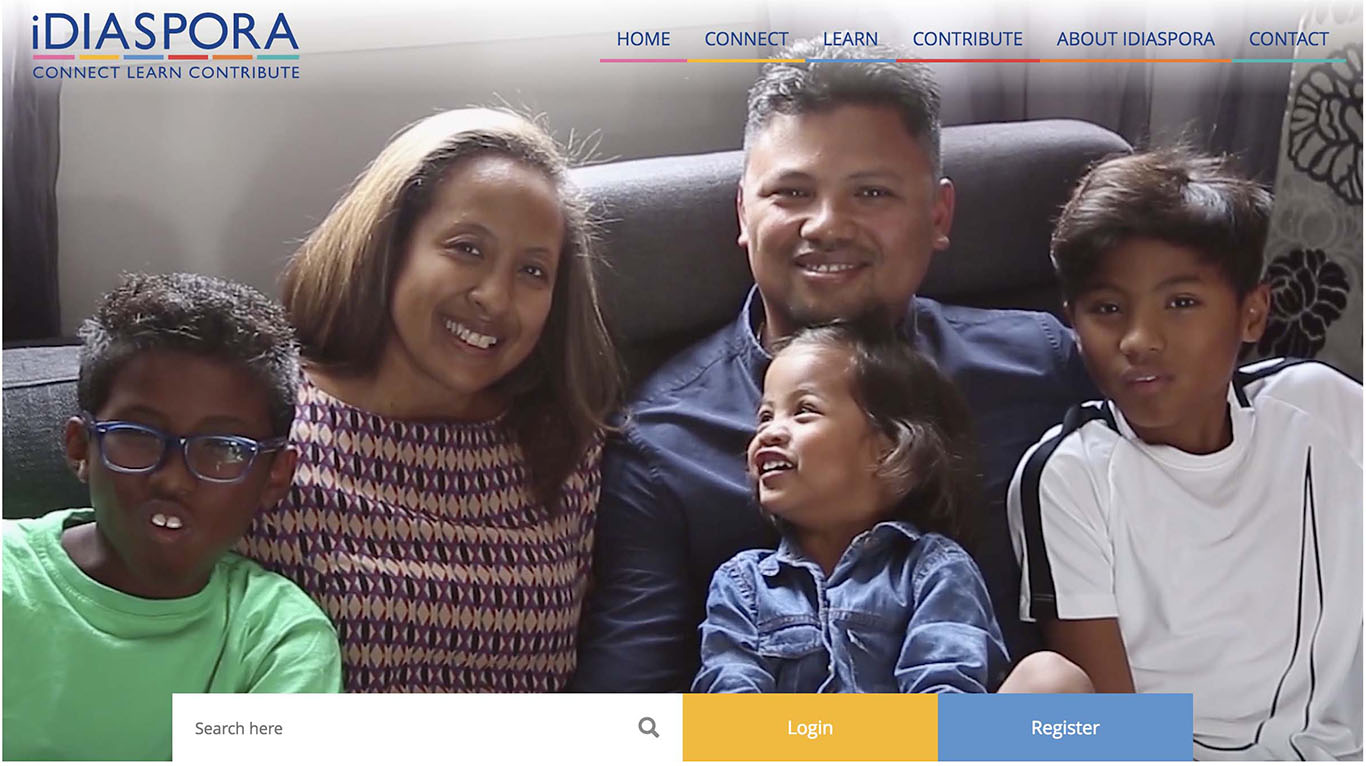 iDIASPORA
CONNECT LEARN CONTRIBUTE
HOME CONNECT LEARN CONTRIBUTE ABOUT IDIASPORA CONTACT
Search here
Login
Register